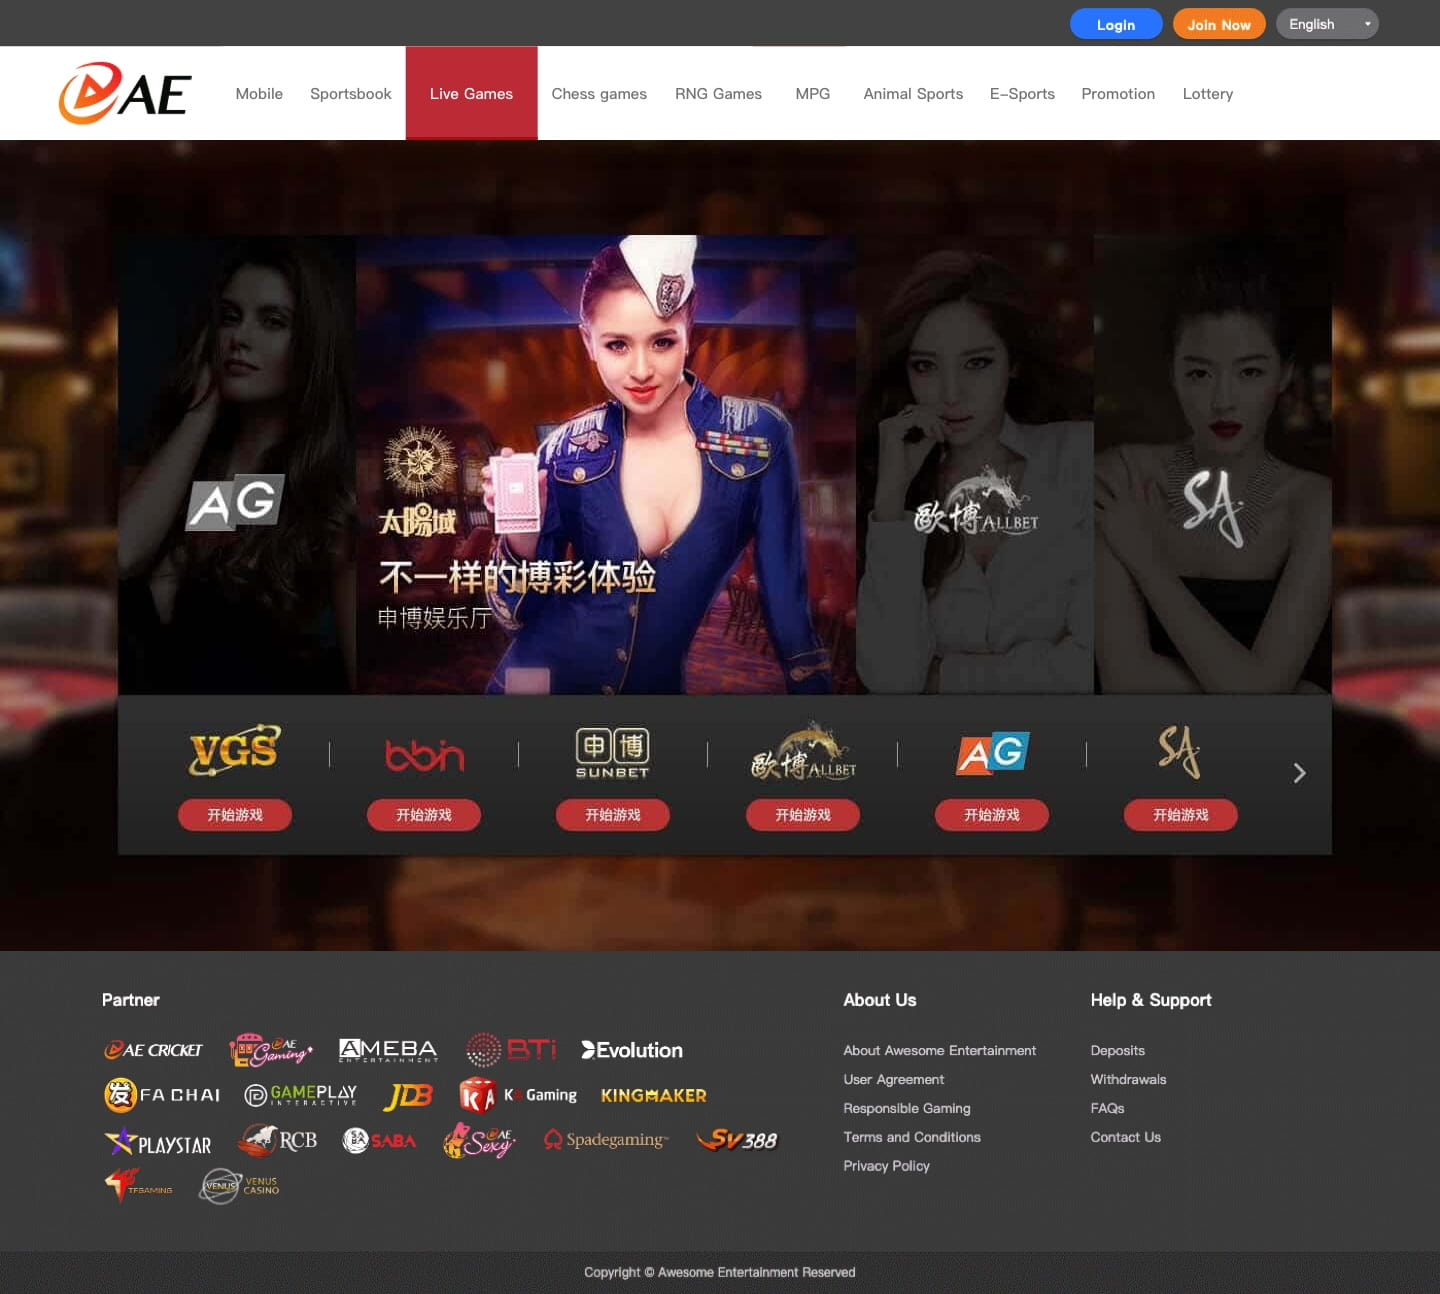 Login Join Now English
AE Mobile Sportsbook Live Games Chess games RNG Games MPG Animal Sports E-Sports Promotion Lottery
AG
太陽城
不一样的博彩体验
申博娱乐厅
歐博 ALLBET
SA
VGS bbin 申博 SUNBET 歐博 ALLBET AG SA
开始游戏 开始游戏 开始游戏 开始游戏 开始游戏 开始游戏
Partner
AE CRICKET AE Gaming AMEBA ENTERTAINMENT BTi Evolution
发 FA CHAI GAMEPLAY INTERACTIVE JDB KA KA Gaming KINGMAKER
PLAYSTAR RCB SABA SABA AE Sexy Spadegaming™ SV388
TFGAMING VENUS VENUS CASINO
About Us
About Awesome Entertainment
User Agreement
Responsible Gaming
Terms and Conditions
Privacy Policy
Help & Support
Deposits
Withdrawals
FAQs
Contact Us
Copyright © Awesome Entertainment Reserved